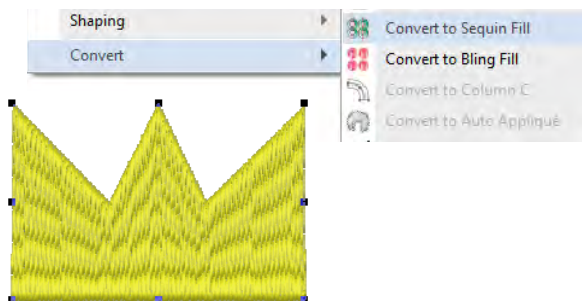 Shaping
Convert
Convert to Sequin Fill
Convert to Bling Fill
Convert to Column C
Convert to Auto Appliqué